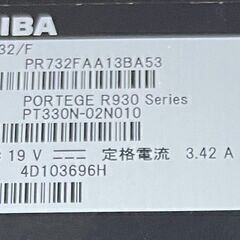 IBA
32/F
PR732FAA13BA53
PORTEGE R930 Series
PT330N-02N010
19 V ⎓ 定格電流 3.42 A
4D103696H